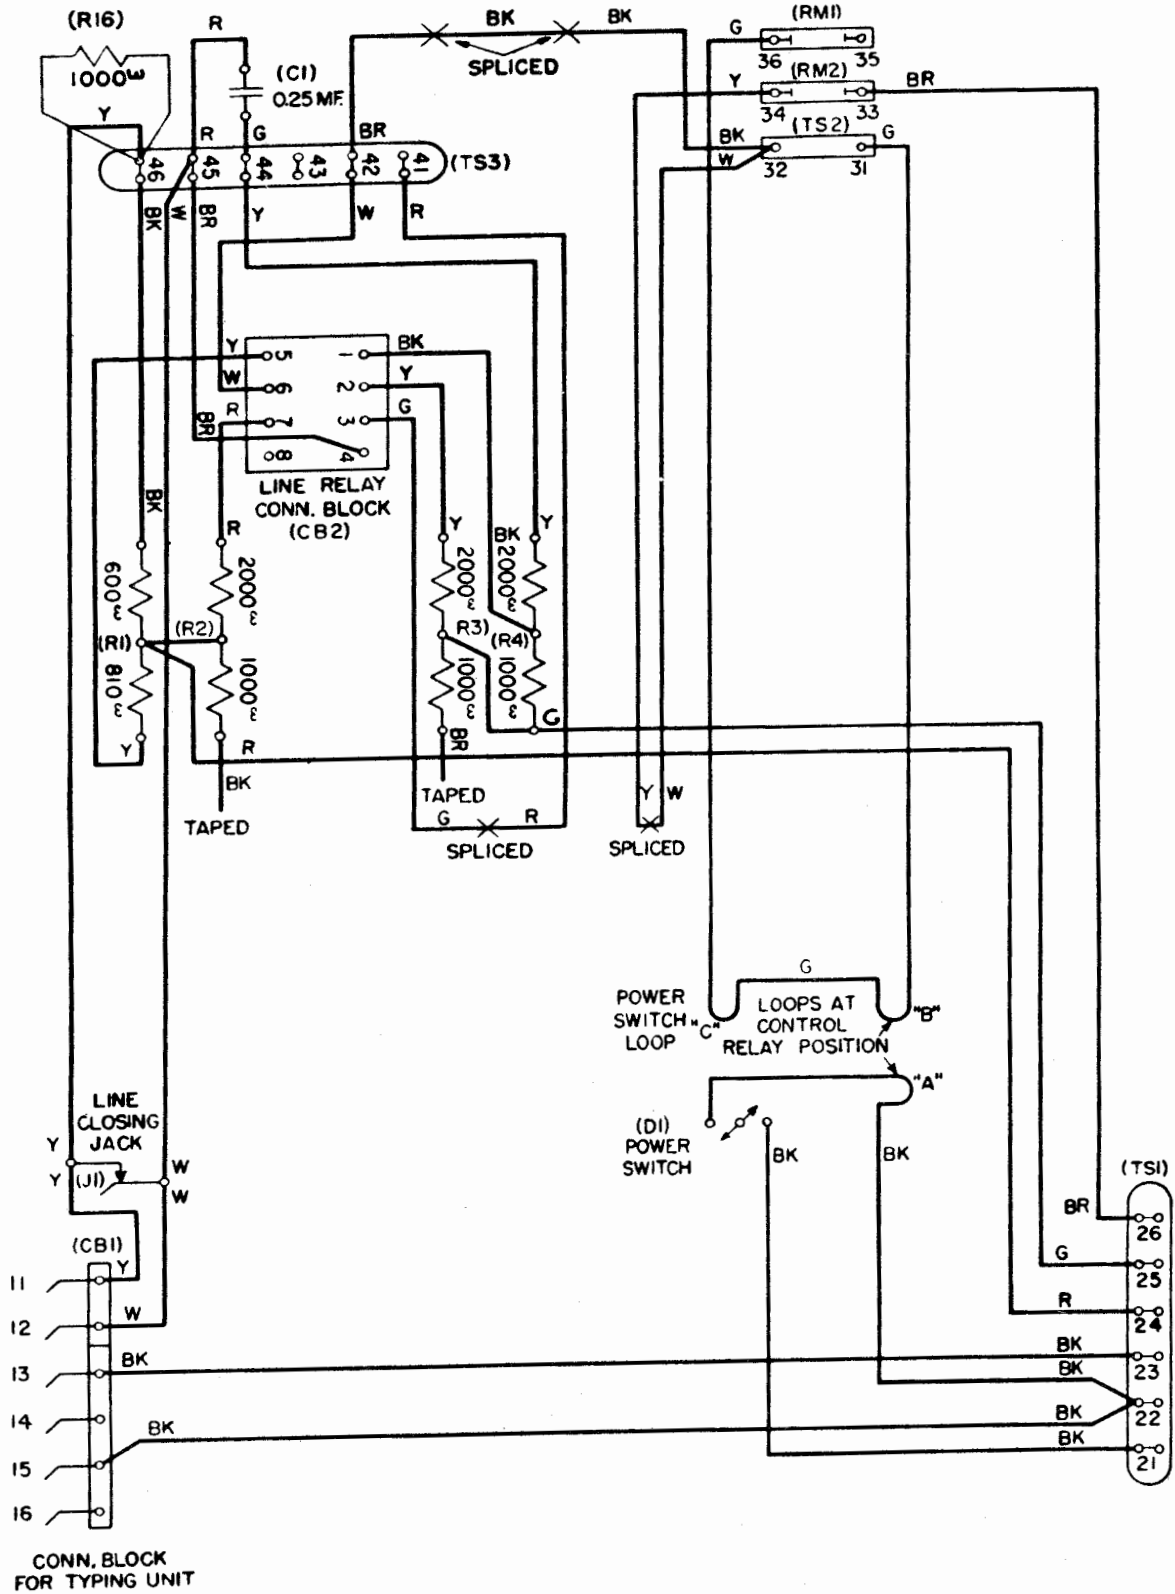 (R16)
R
BK
BK
G
(RM1)
1000ω
(C1)
SPLICED
36
35
0.25 MF.
Y
(RM2)
BR
Y
34
33
R
G
BR
BK
(TS2)
G
46
45
44
43
42
41
(TS3)
W
32
31
BK
W
BR
Y
W
R
Y
5
1
BK
W
6
2
Y
R
7
3
G
BR
8
4
LINE RELAY
CONN. BLOCK
(CB2)
BK
R
Y
BK
Y
600ω
2000ω
2000ω
2000ω
(R1)
(R2)
R3)
(R4)
810ω
1000ω
1000ω
1000ω
Y
R
BR
G
BK
TAPED
TAPED
Y
W
G
R
SPLICED
SPLICED
G
POWER
SWITCH
LOOP
"C"
LOOPS AT
CONTROL
RELAY POSITION
"B"
"A"
LINE
CLOSING
JACK
(D1)
POWER
SWITCH
Y
W
Y
(J1)
W
BK
BK
(TS1)
BR
26
(CB1)
G
25
11
Y
R
24
12
W
13
BK
BK
23
BK
14
22
BK
BK
15
BK
21
16
CONN. BLOCK
FOR TYPING UNIT